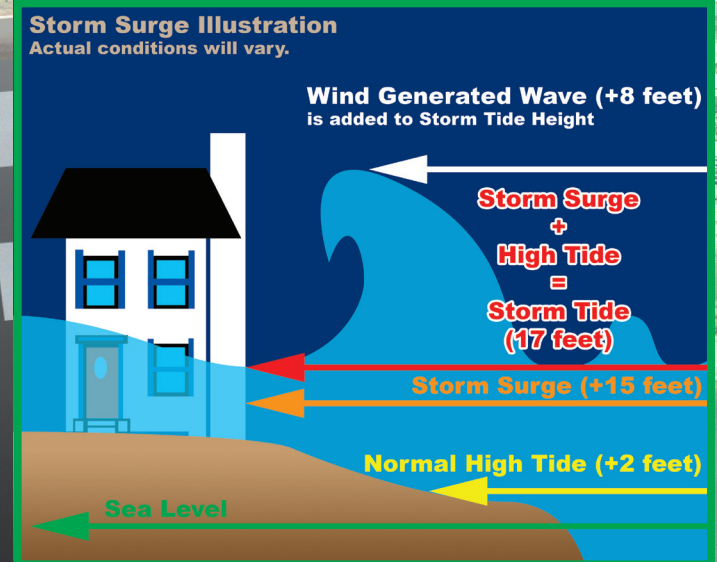 Storm Surge Illustration
Actual conditions will vary.
Wind Generated Wave (+8 feet)
is added to Storm Tide Height
Storm Surge
+
High Tide
=
Storm Tide
(17 feet)
Storm Surge (+15 feet)
Normal High Tide (+2 feet)
Sea Level